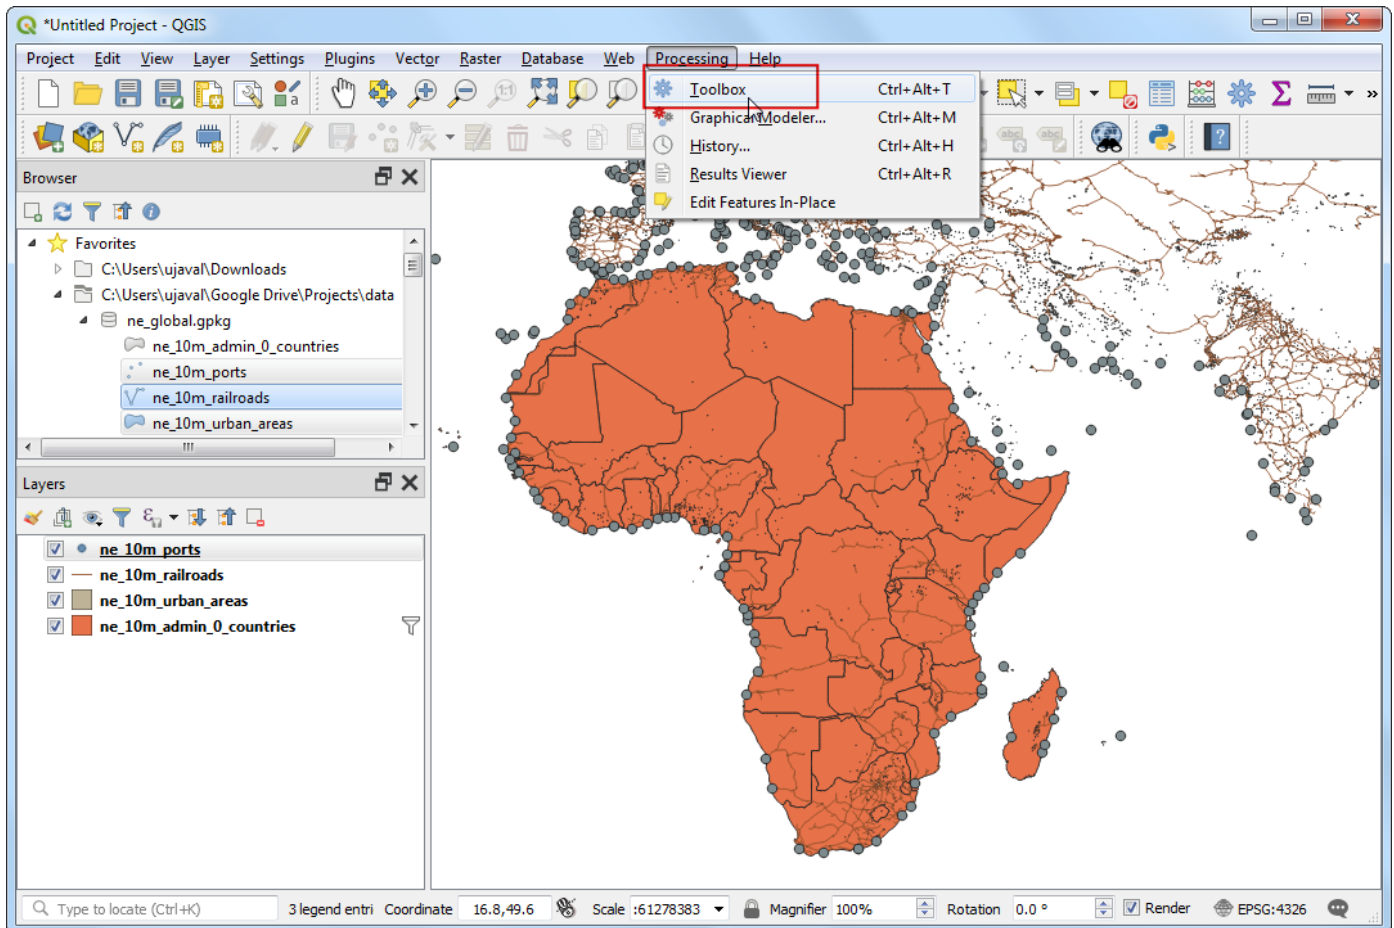 *Untitled Project - QGIS
Project Edit View Layer Settings Plugins Vector Raster Database Web Processing Help
Toolbox Ctrl+Alt+T
Graphical Modeler... Ctrl+Alt+M
History... Ctrl+Alt+H
Results Viewer Ctrl+Alt+R
Edit Features In-Place
Browser
Favorites
C:\Users\ujaval\Downloads
C:\Users\ujaval\Google Drive\Projects\data
ne_global.gpkg
ne_10m_admin_0_countries
ne_10m_ports
ne_10m_railroads
ne_10m_urban_areas
Layers
ne_10m_ports
ne_10m_railroads
ne_10m_urban_areas
ne_10m_admin_0_countries
Type to locate (Ctrl+K) 3 legend entri Coordinate 16.8,49.6 Scale :61278383 Magnifier 100% Rotation 0.0 ° Render EPSG:4326